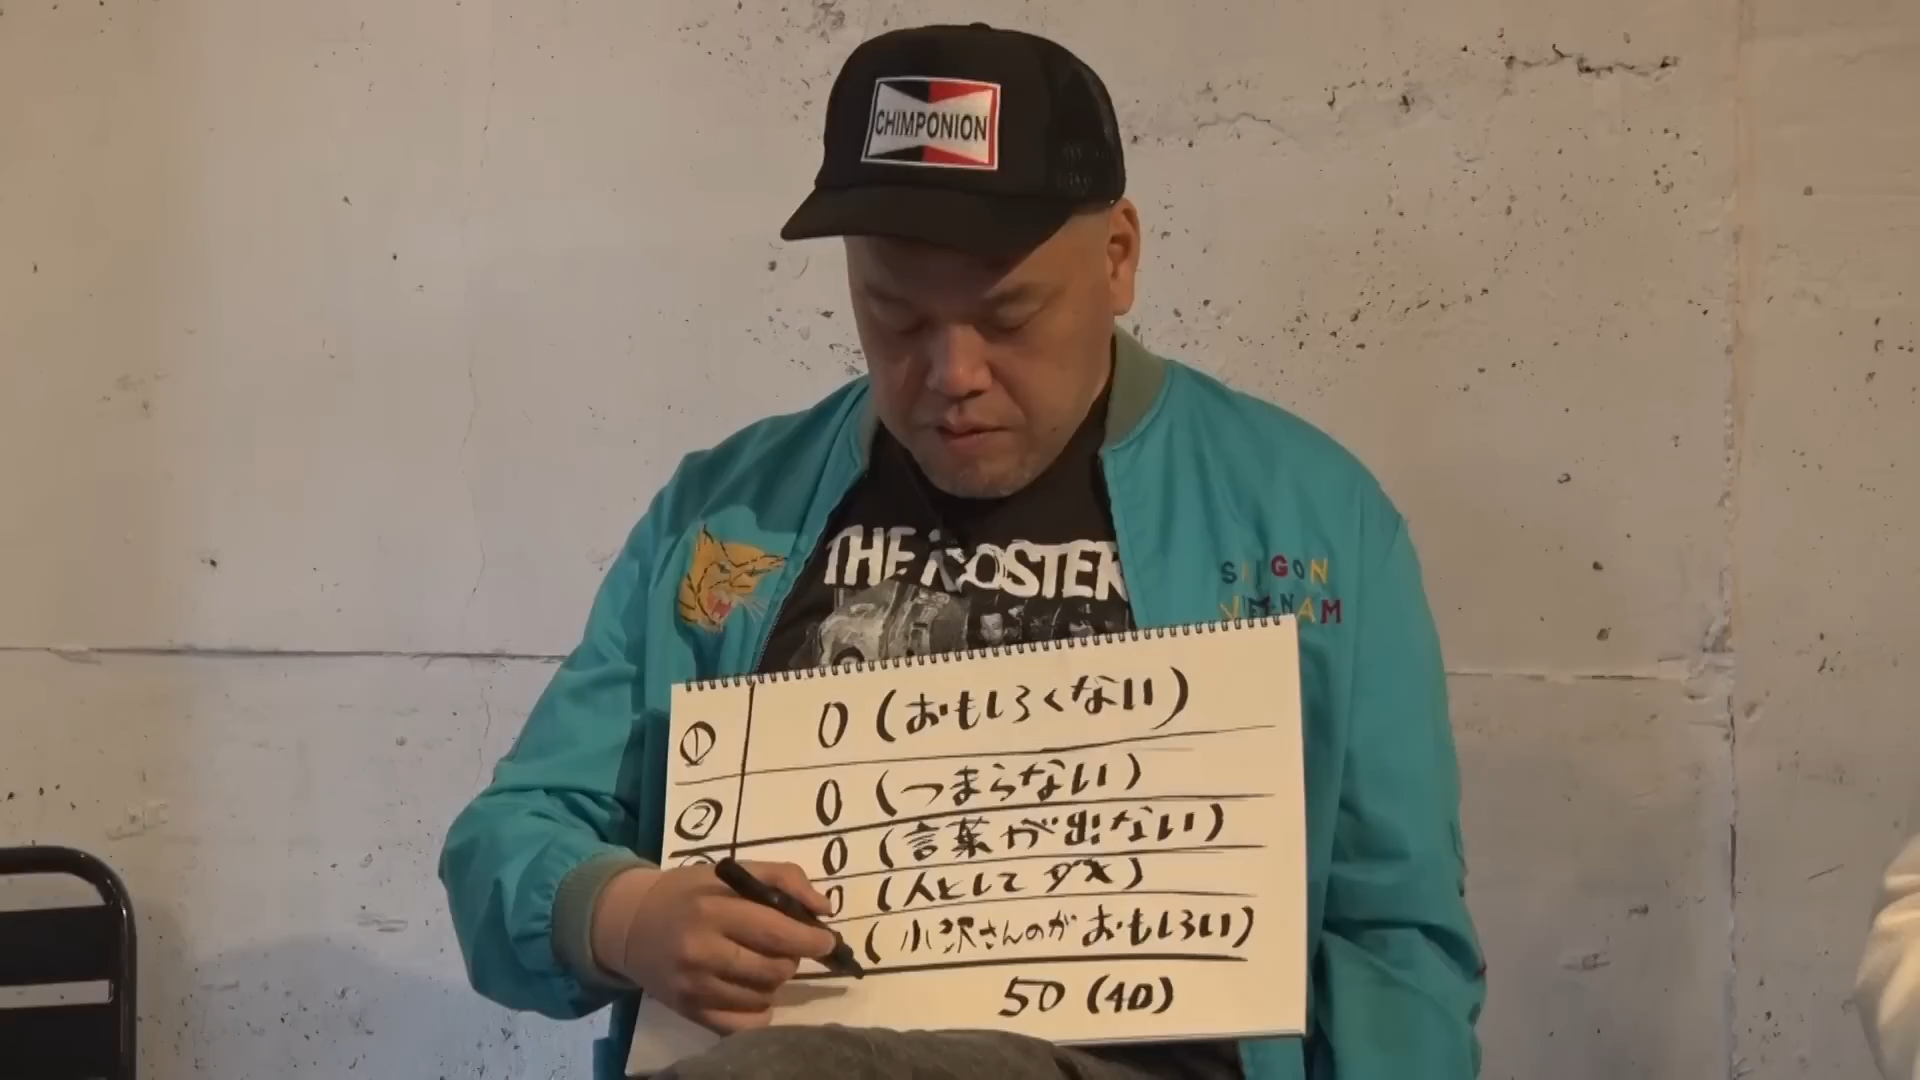 CHIMPONION
THE ROOSTER
SAIGON
VIETNAM
① 0 (おもしろくない)
② 0 (つまらない)
0 (言葉が出ない)
0 (人としてダメ)
(小沢さんのがおもしろい)
50 (40)